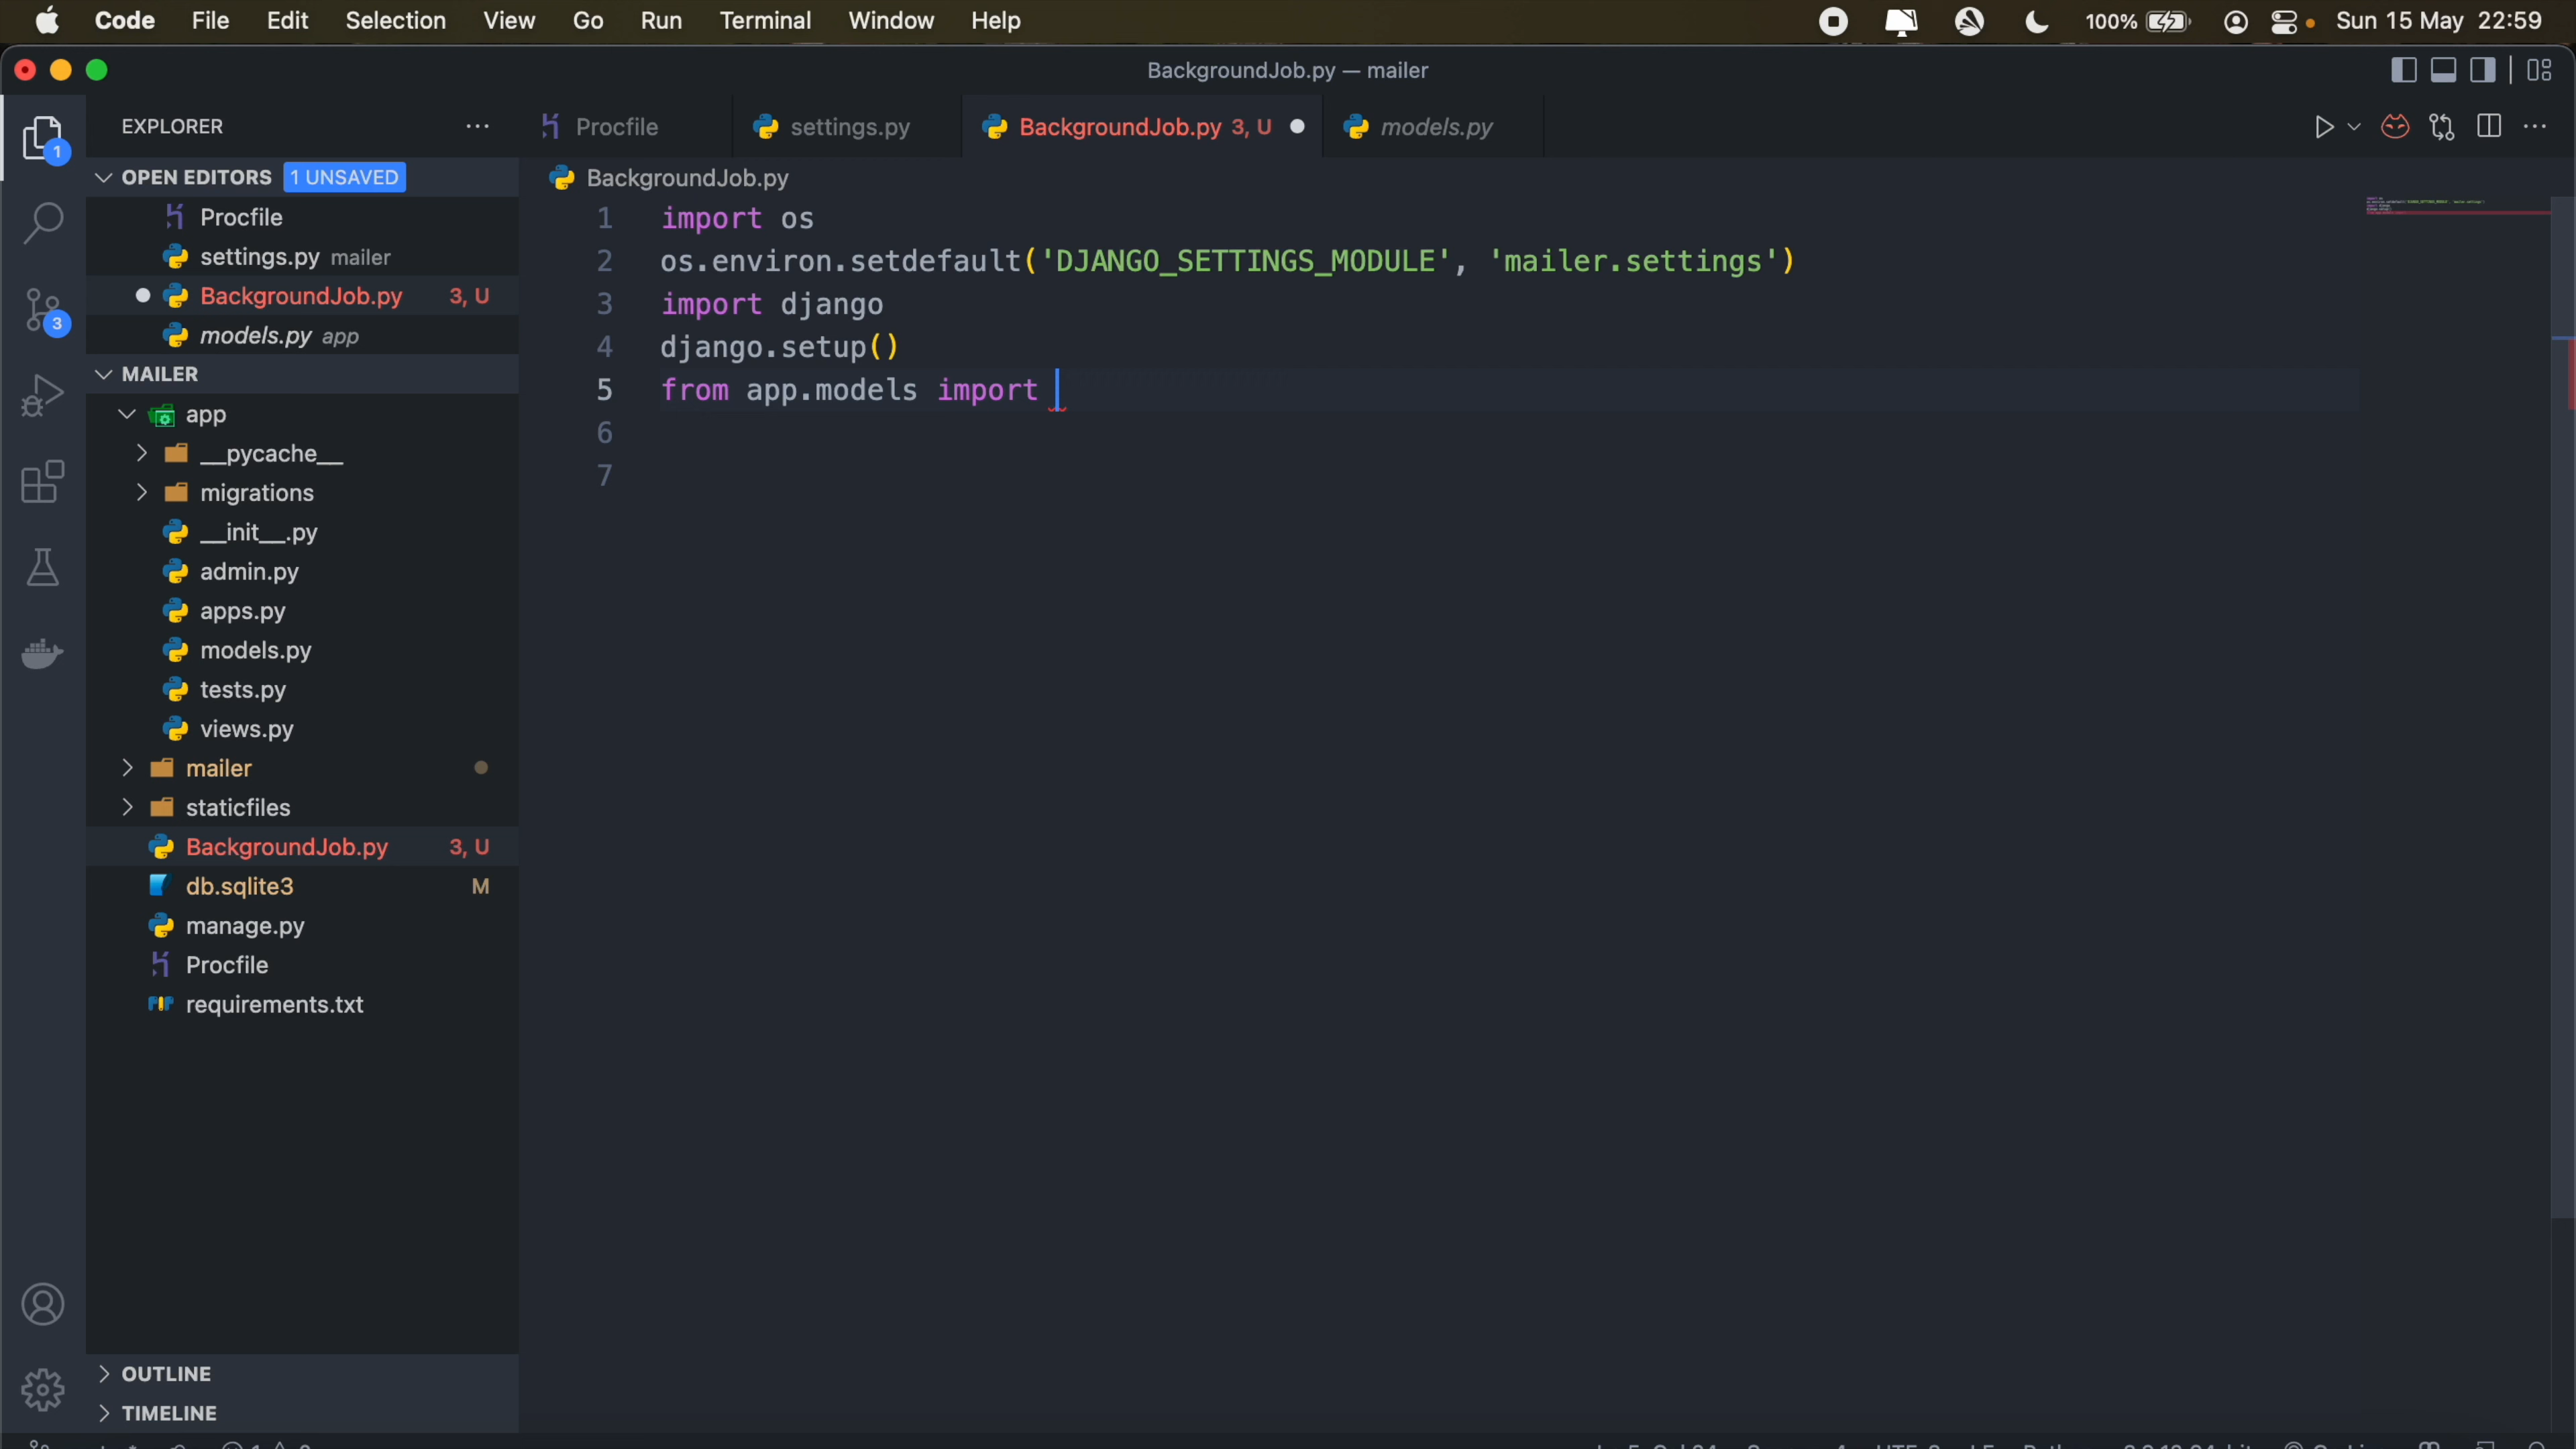 Code File Edit Selection View Go Run Terminal Window Help 100% Sun 15 May 22:59
BackgroundJob.py — mailer
EXPLORER ...
Procfile settings.py BackgroundJob.py 3, U models.py
1
OPEN EDITORS 1 UNSAVED
Procfile
settings.py mailer
BackgroundJob.py 3, U
models.py app
3
MAILER
app
__pycache__
migrations
__init__.py
admin.py
apps.py
models.py
tests.py
views.py
mailer
staticfiles
BackgroundJob.py 3, U
db.sqlite3 M
manage.py
Procfile
requirements.txt
OUTLINE
TIMELINE
BackgroundJob.py
1 import os
2 os.environ.setdefault('DJANGO_SETTINGS_MODULE', 'mailer.settings')
3 import django
4 django.setup()
5 from app.models import
6
7